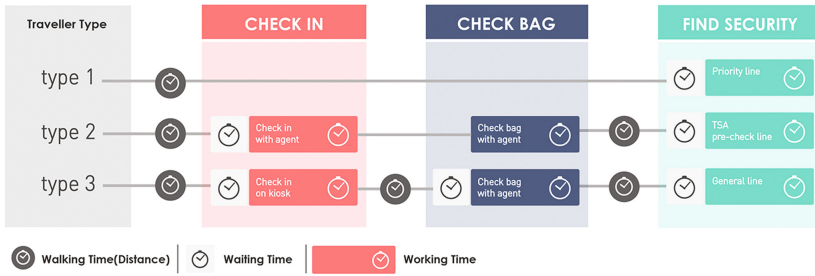 Traveller Type
CHECK IN
CHECK BAG
FIND SECURITY
type 1
Priority line
type 2
Check in
with agent
Check bag
with agent
TSA
pre-check line
type 3
Check in
on kiosk
Check bag
with agent
General line
Walking Time(Distance)
Waiting Time
Working Time